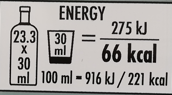 ENERGY
23.3 x 30 ml
30 ml
= 275 kJ
66 kcal
100 ml = 916 kJ / 221 kcal